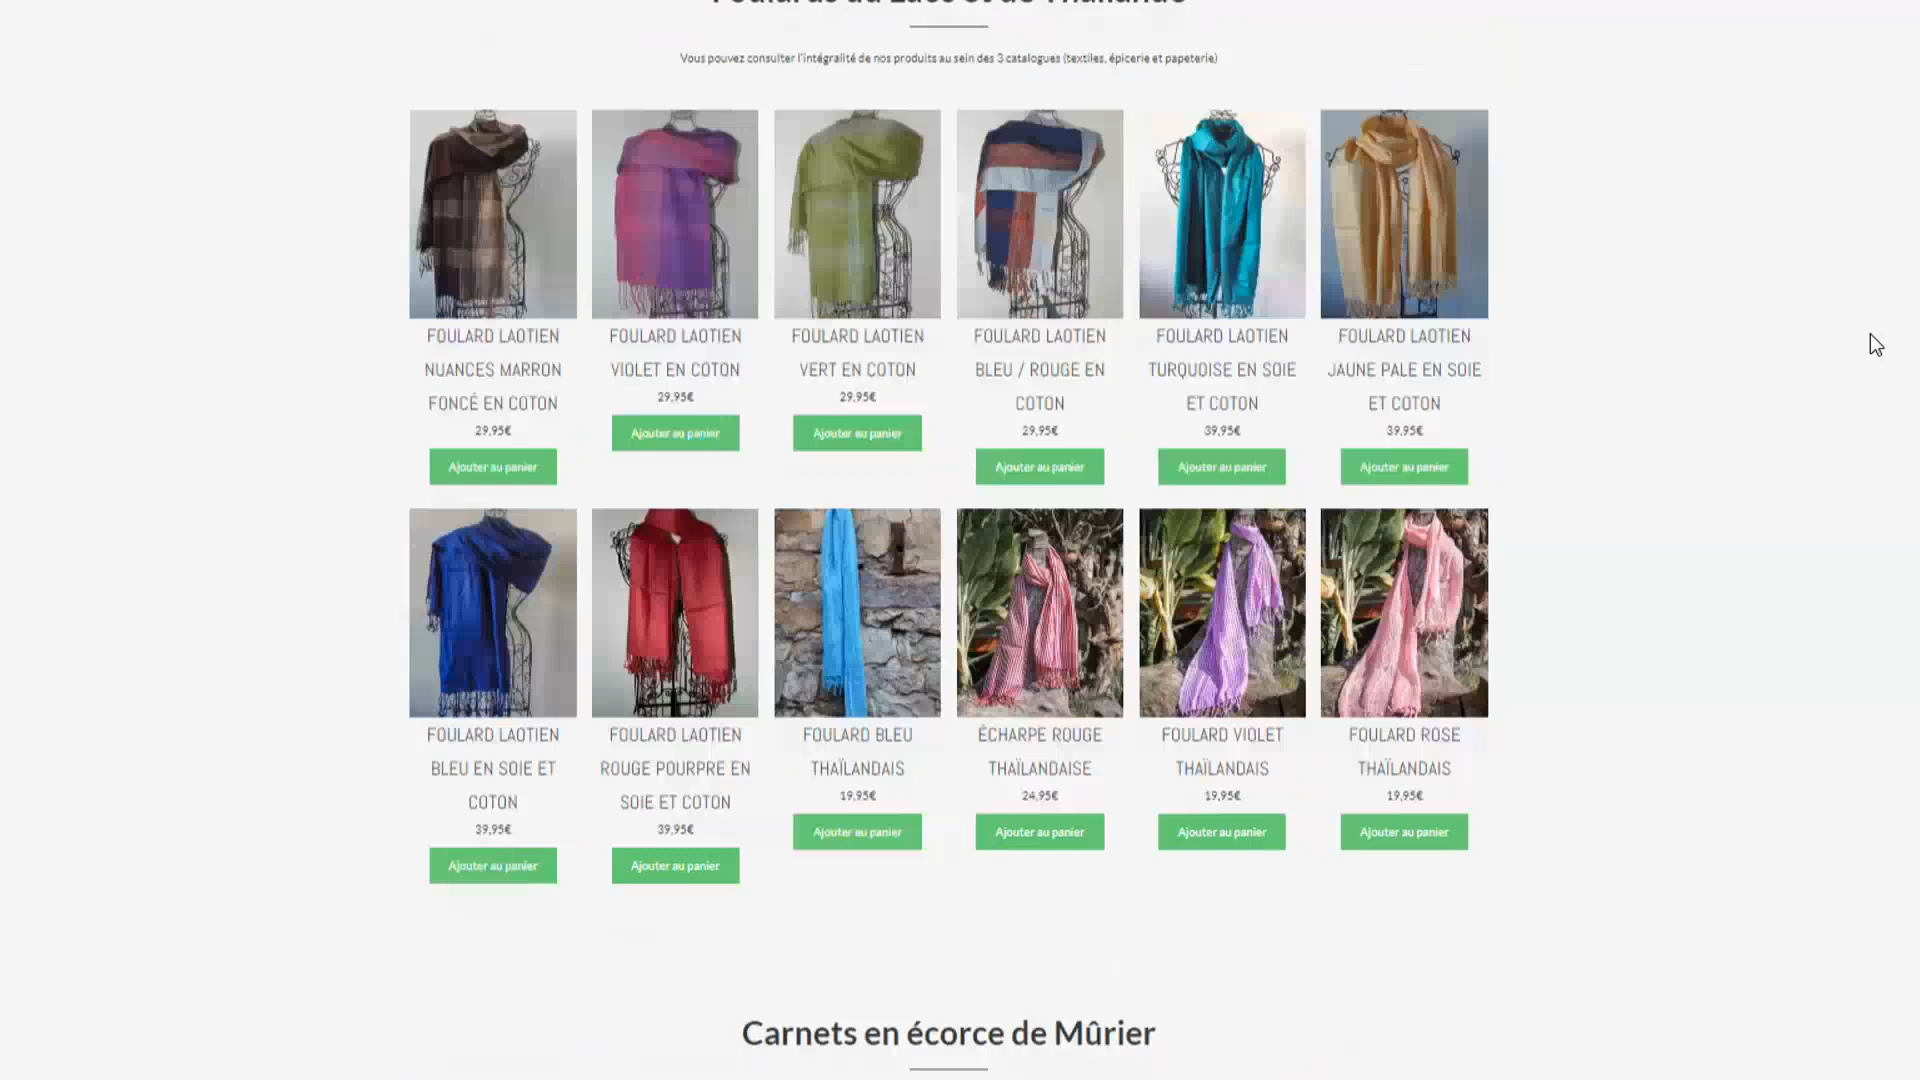 Foulards du Laos et de Thaïlande
Vous pouvez consulter l'intégralité de nos produits au sein des 3 catalogues (textiles, épicerie et papeterie)
FOULARD LAOTIEN
NUANCES MARRON
FONCÉ EN COTON
29,95€
Ajouter au panier
FOULARD LAOTIEN
VIOLET EN COTON
29,95€
Ajouter au panier
FOULARD LAOTIEN
VERT EN COTON
29,95€
Ajouter au panier
FOULARD LAOTIEN
BLEU / ROUGE EN
COTON
29,95€
Ajouter au panier
FOULARD LAOTIEN
TURQUOISE EN SOIE
ET COTON
39,95€
Ajouter au panier
FOULARD LAOTIEN
JAUNE PALE EN SOIE
ET COTON
39,95€
Ajouter au panier
FOULARD LAOTIEN
BLEU EN SOIE ET
COTON
39,95€
Ajouter au panier
FOULARD LAOTIEN
ROUGE POURPRE EN
SOIE ET COTON
39,95€
Ajouter au panier
FOULARD BLEU
THAÏLANDAIS
19,95€
Ajouter au panier
ÉCHARPE ROUGE
THAÏLANDAISE
24,95€
Ajouter au panier
FOULARD VIOLET
THAÏLANDAIS
19,95€
Ajouter au panier
FOULARD ROSE
THAÏLANDAIS
19,95€
Ajouter au panier
Carnets en écorce de Mûrier